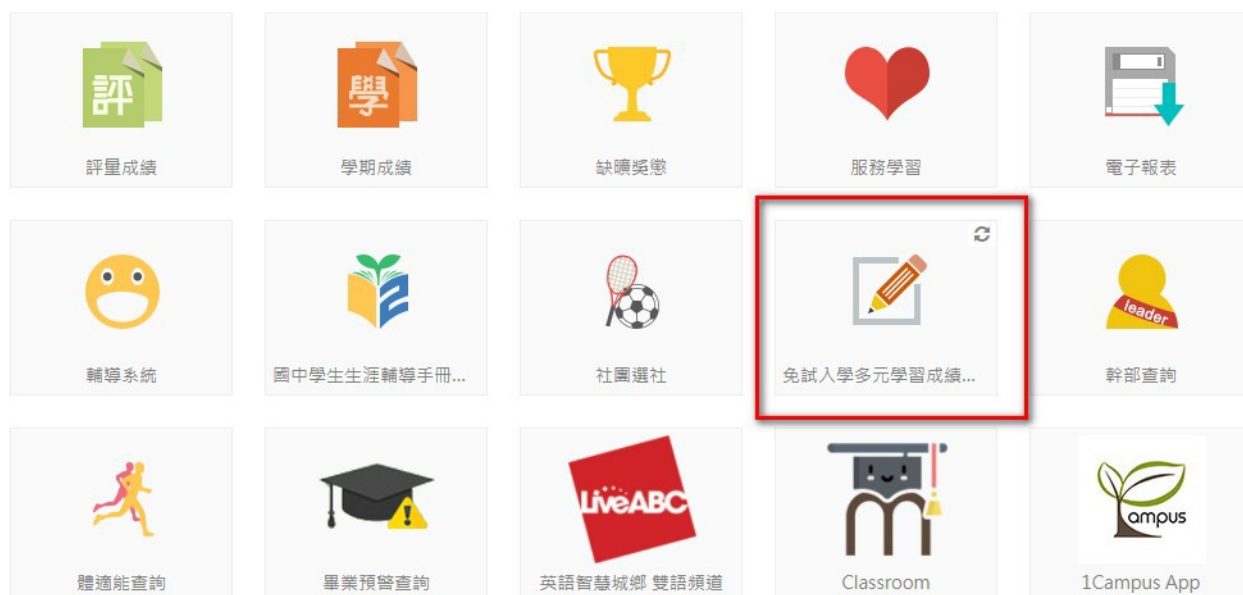 評
學
評量成績
學期成績
缺曠獎懲
服務學習
電子報表
leader
輔導系統
國中學生生涯輔導手冊...
社團選社
免試入學多元學習成績...
幹部查詢
LiveABC
Campus
體適能查詢
畢業預警查詢
英語智慧城鄉 雙語頻道
Classroom
1Campus App